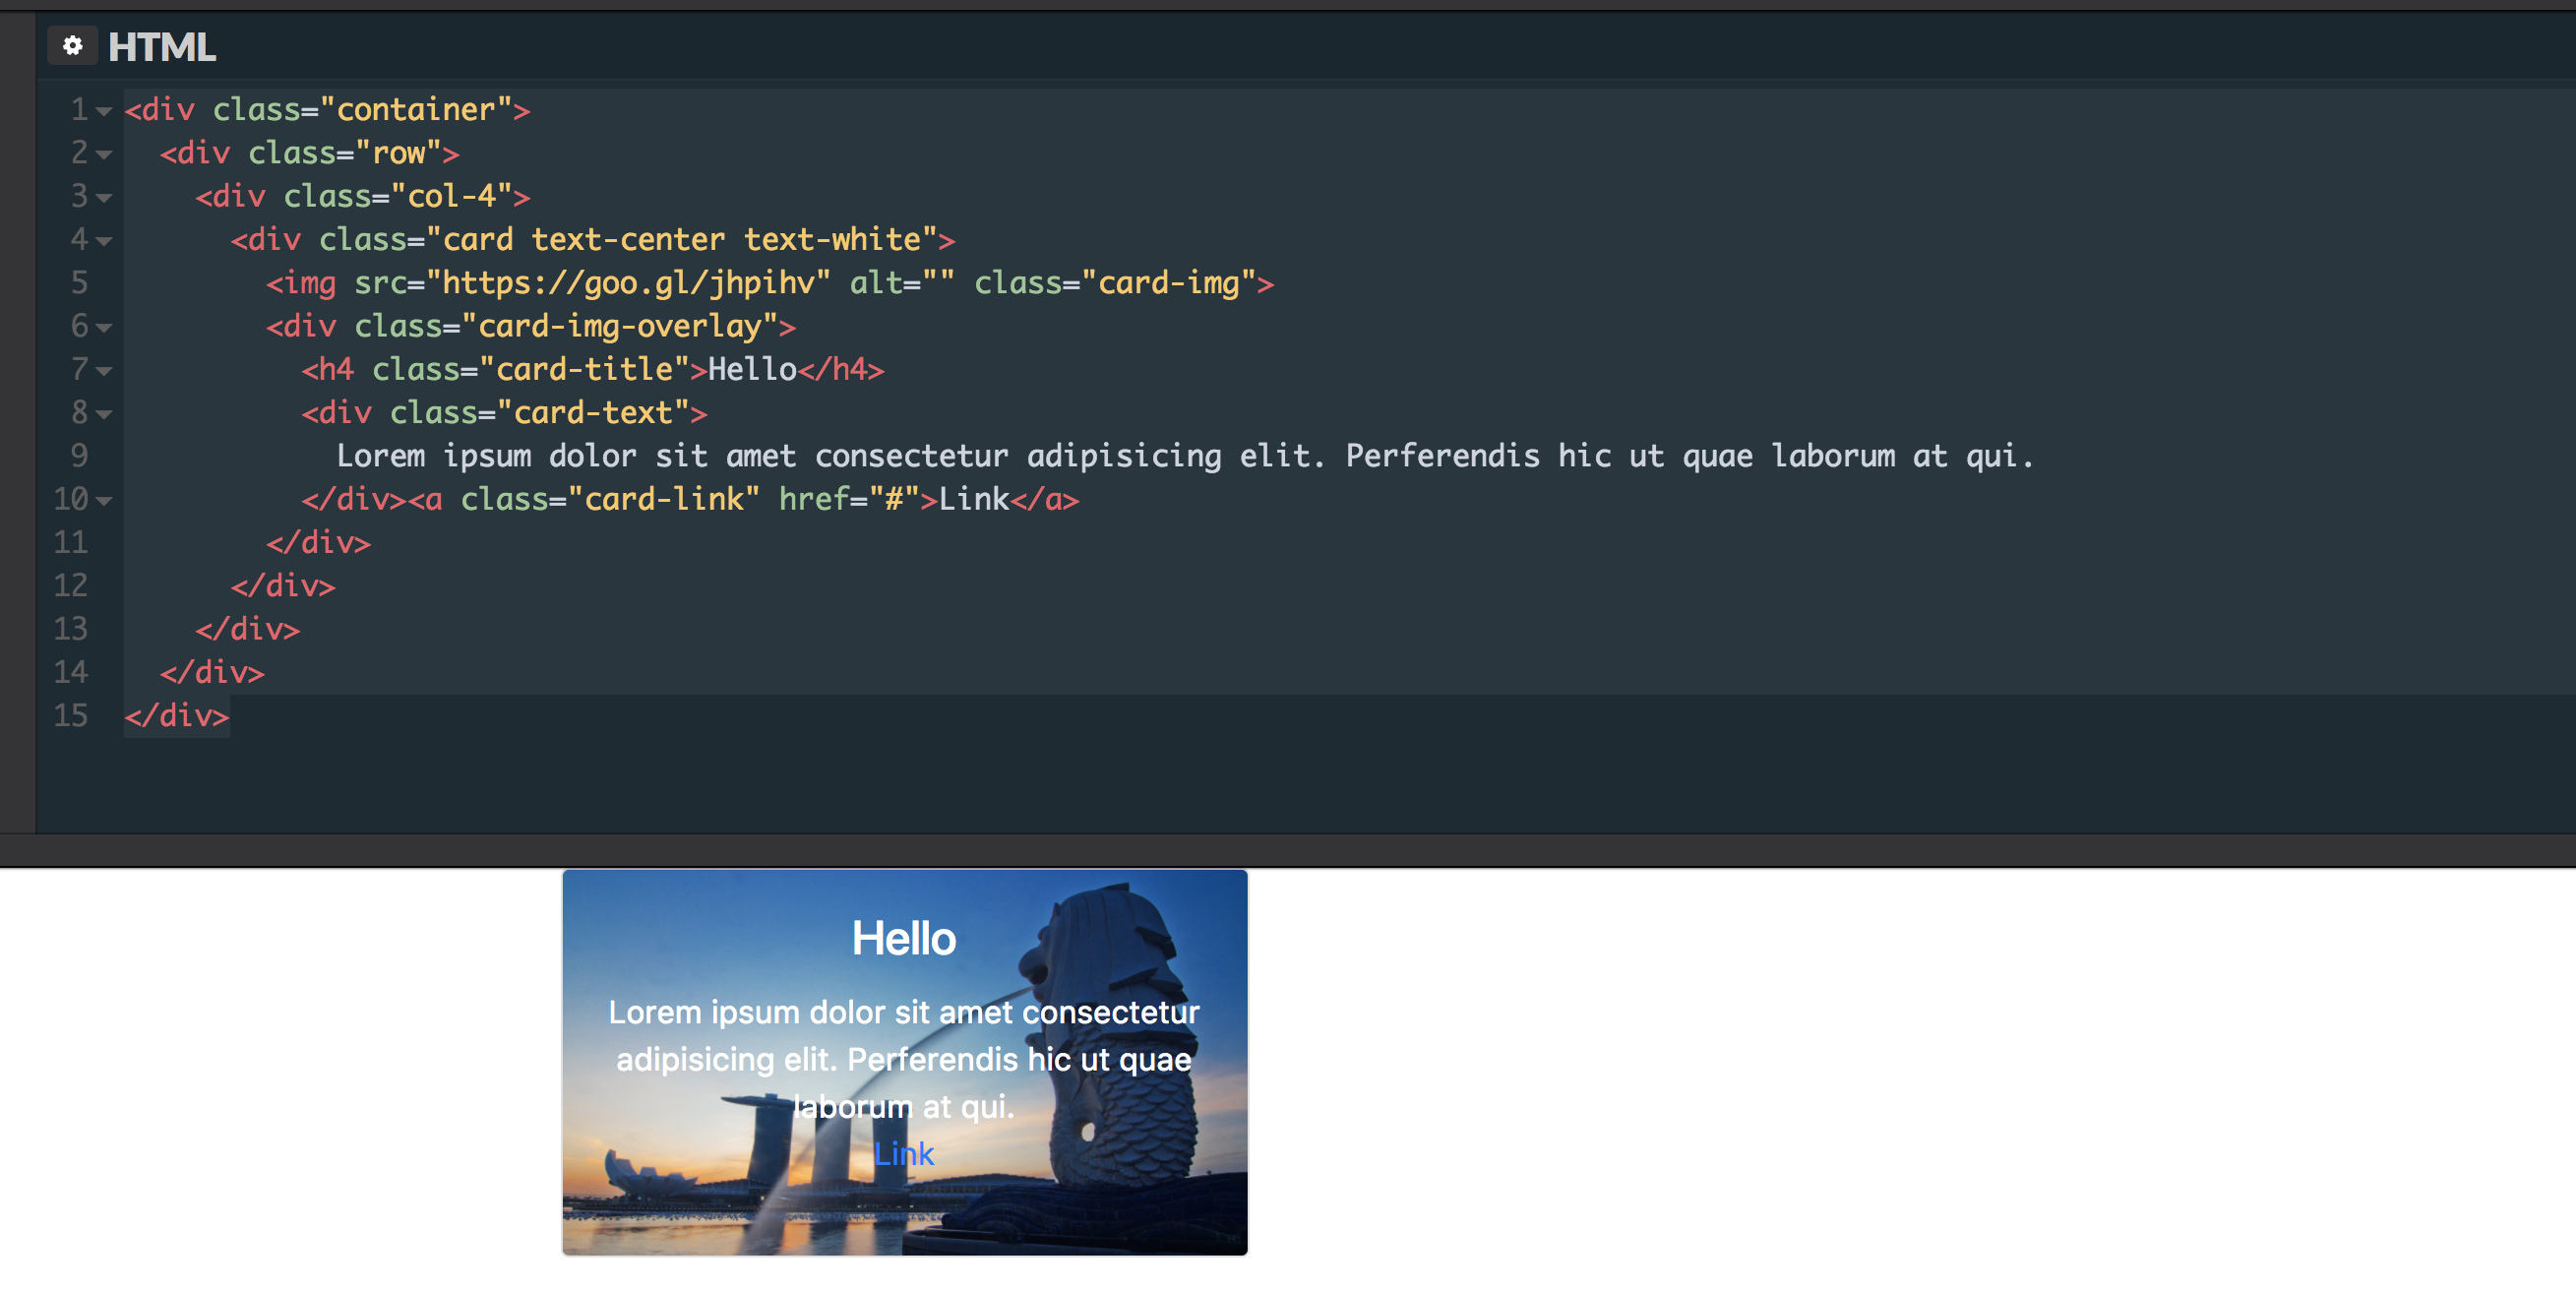 HTML
1 <div class="container">
2 <div class="row">
3 <div class="col-4">
4 <div class="card text-center text-white">
5 <img src="https://goo.gl/jhpihv" alt="" class="card-img">
6 <div class="card-img-overlay">
7 <h4 class="card-title">Hello</h4>
8 <div class="card-text">
9 Lorem ipsum dolor sit amet consectetur adipisicing elit. Perferendis hic ut quae laborum at qui.
10 </div><a class="card-link" href="#">Link</a>
11 </div>
12 </div>
13 </div>
14 </div>
15 </div>
Hello
Lorem ipsum dolor sit amet consectetur
adipisicing elit. Perferendis hic ut quae
laborum at qui.
Link